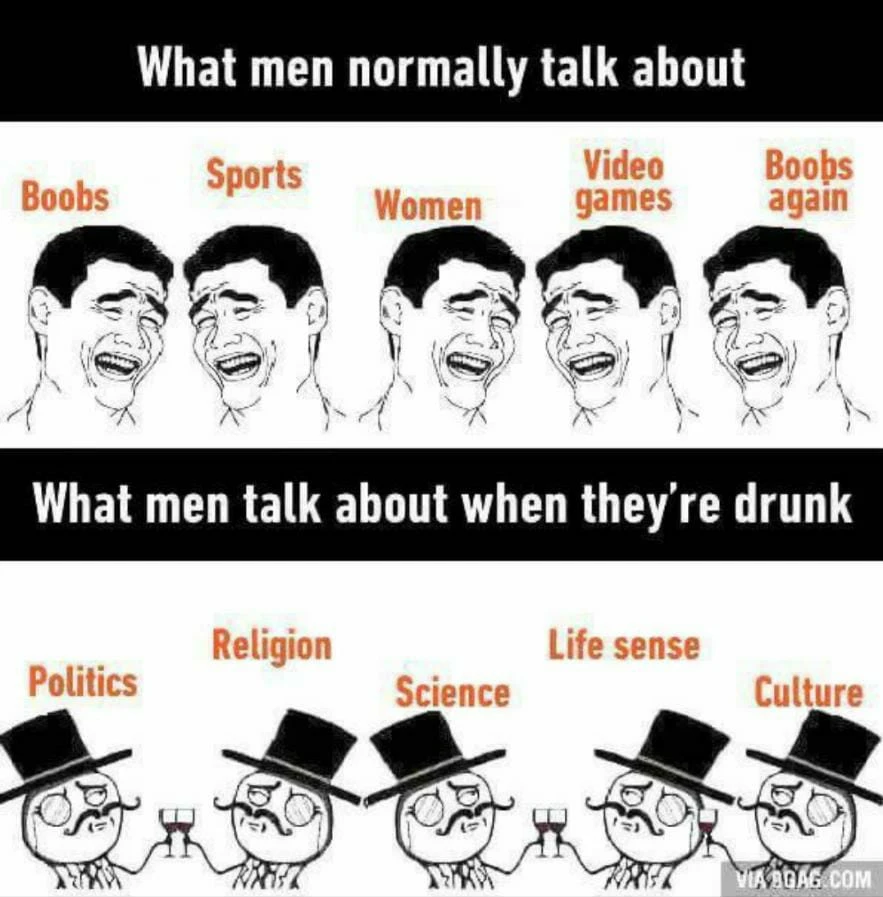 What men normally talk about
Boobs
Sports
Women
Video
games
Boobs
again
What men talk about when they're drunk
Politics
Religion
Science
Life sense
Culture
VIA 9GAG.COM